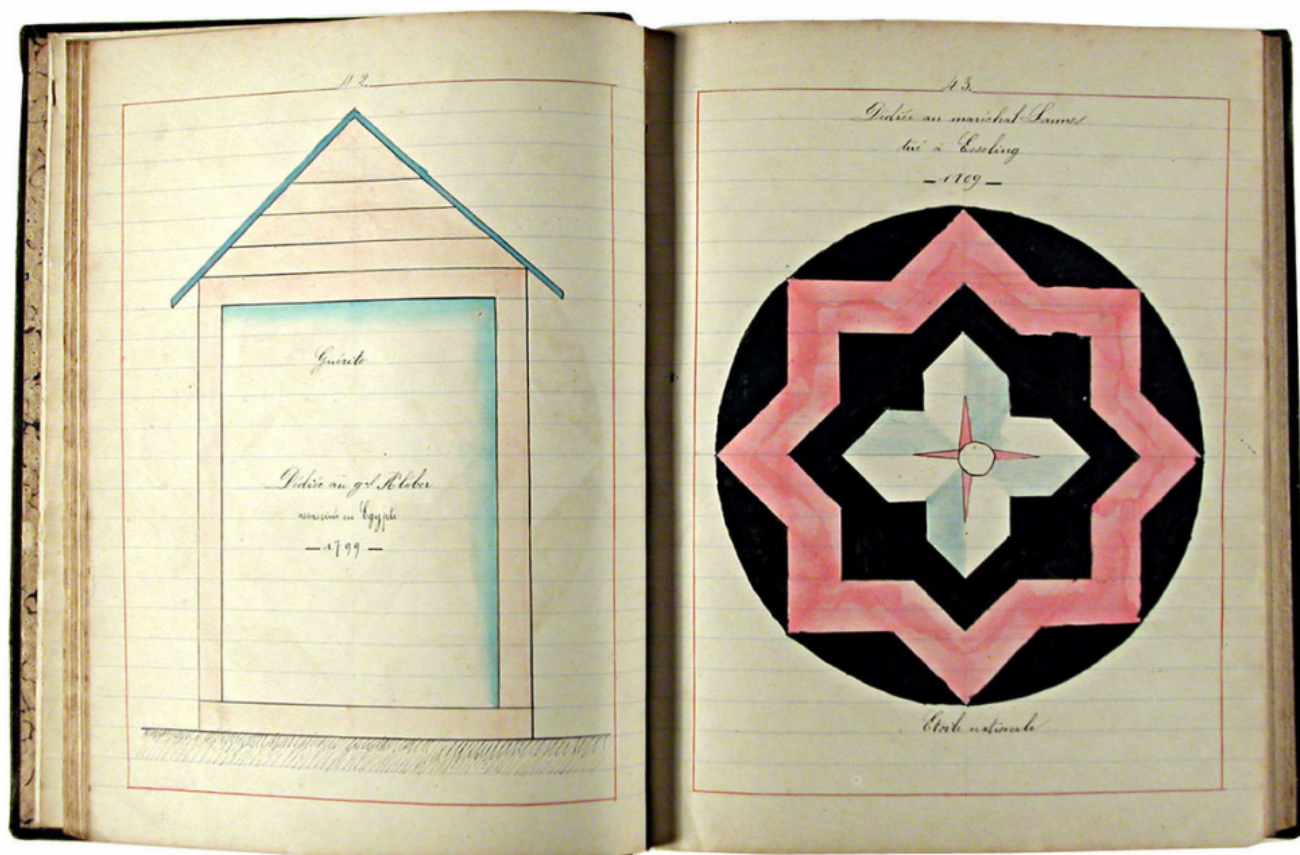 42.
Guérite
Dédiée au gal Kléber
assassiné en Egypte
— 1799 —
43.
Dédiée au maréchal Lannes
tué à Essling
— 1809 —
Etoile nationale